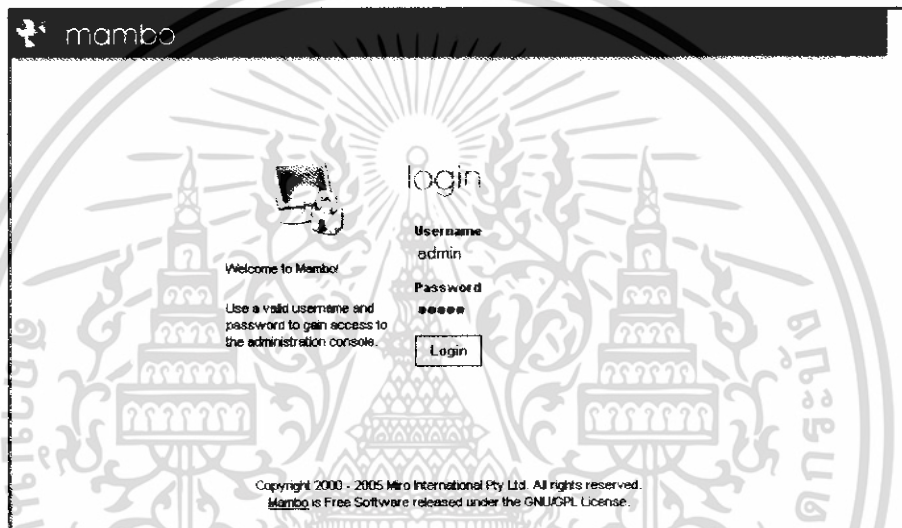 mambo
login
Username
admin
Welcome to Mambo!
Password
Use a valid username and
password to gain access to
the administration console.
Login
Copyright 2000 - 2005 Miro International Pty Ltd. All rights reserved.
Mambo is Free Software released under the GNU/GPL License.